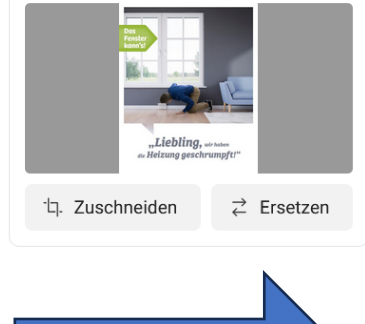 Das
Fenster
kann's!
„Liebling, wir haben
die Heizung geschrumpft!“
Zuschneiden
Ersetzen